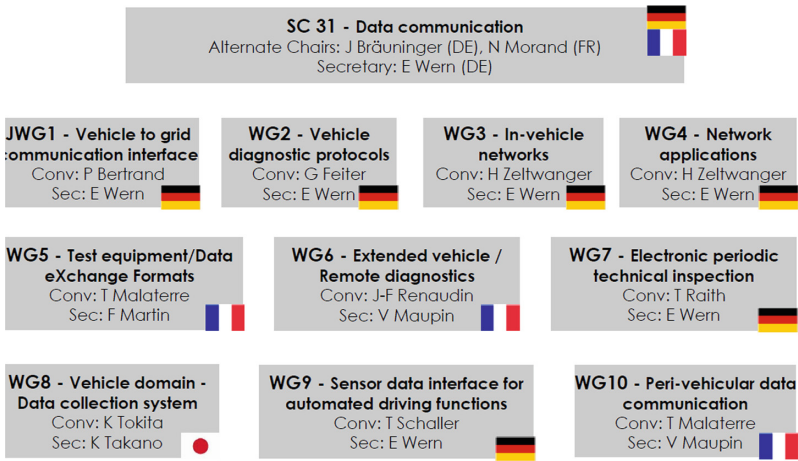 SC 31 - Data communication
Alternate Chairs: J Bräuninger (DE), N Morand (FR)
Secretary: E Wern (DE)
JWG1 - Vehicle to grid
communication interface
Conv: P Bertrand
Sec: E Wern
WG2 - Vehicle
diagnostic protocols
Conv: G Feiter
Sec: E Wern
WG3 - In-vehicle
networks
Conv: H Zeltwanger
Sec: E Wern
WG4 - Network
applications
Conv: H Zeltwanger
Sec: E Wern
WG5 - Test equipment/Data
eXchange Formats
Conv: T Malaterre
Sec: F Martin
WG6 - Extended vehicle /
Remote diagnostics
Conv: J-F Renaudin
Sec: V Maupin
WG7 - Electronic periodic
technical inspection
Conv: T Raith
Sec: E Wern
WG8 - Vehicle domain -
Data collection system
Conv: K Tokita
Sec: K Takano
WG9 - Sensor data interface for
automated driving functions
Conv: T Schaller
Sec: E Wern
WG10 - Peri-vehicular data
communication
Conv: T Malaterre
Sec: V Maupin